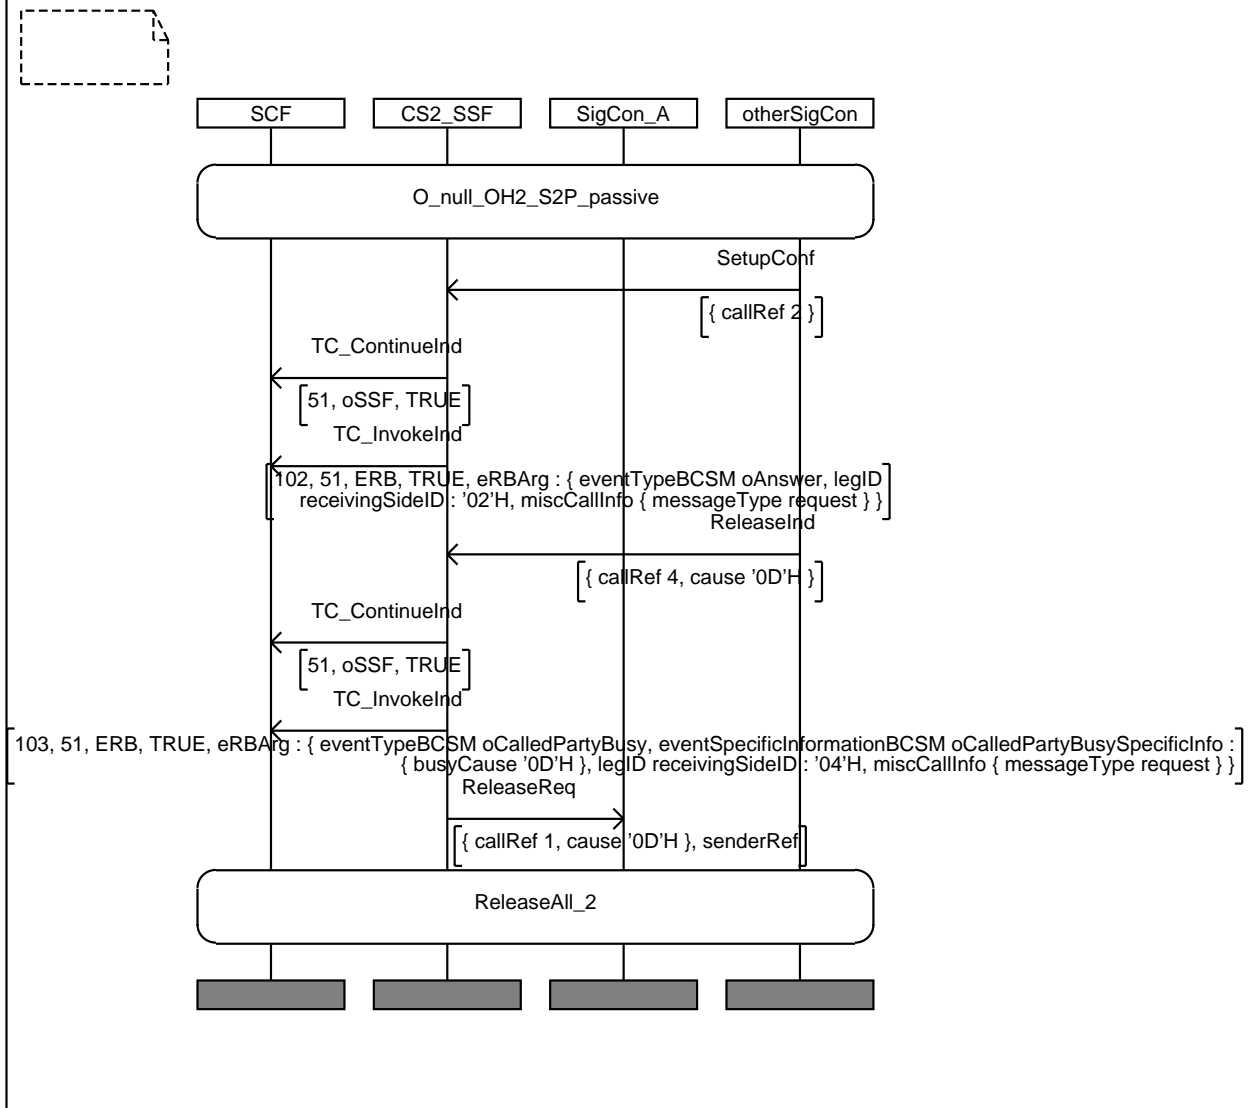 SCF
CS2_SSF
SigCon_A
otherSigCon
O_null_OH2_S2P_passive
SetupConf
{ callRef 2 }
TC_ContinueInd
51, oSSF, TRUE
TC_InvokeInd
102, 51, ERB, TRUE, eRBArg : { eventTypeBCSM oAnswer, legID
receivingSideID : '02'H, miscCallInfo { messageType request } }
ReleaseInd
{ callRef 4, cause '0D'H }
TC_ContinueInd
51, oSSF, TRUE
TC_InvokeInd
103, 51, ERB, TRUE, eRBArg : { eventTypeBCSM oCalledPartyBusy, eventSpecificInformationBCSM oCalledPartyBusySpecificInfo :
{ busyCause '0D'H }, legID receivingSideID : '04'H, miscCallInfo { messageType request } }
ReleaseReq
{ callRef 1, cause '0D'H }, senderRef
ReleaseAll_2